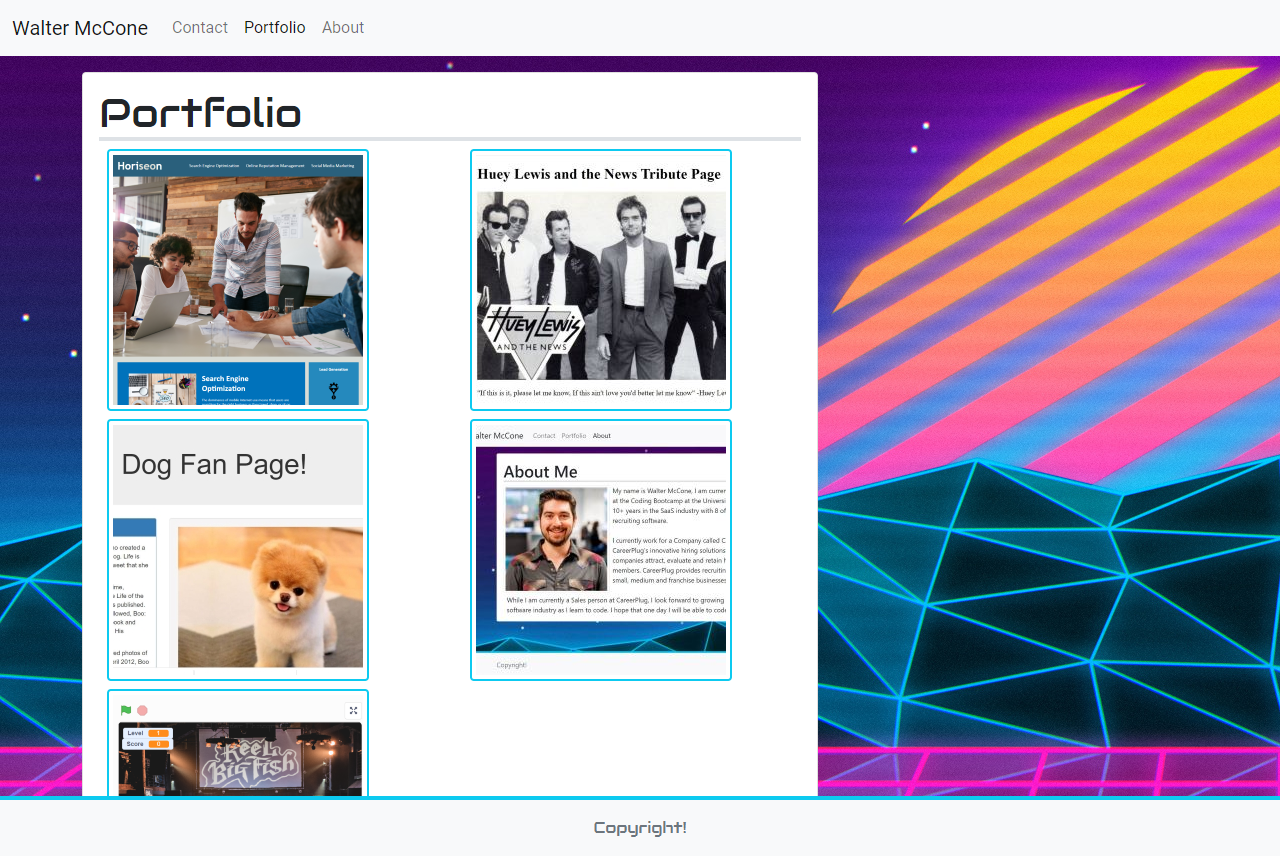 Walter McCone Contact Portfolio About
Portfolio
Horiseon Search Engine Optimization Online Reputation Management Social Media Marketing
Search Engine
Optimization
Lead Generation
Huey Lewis and the News Tribute Page
HUEY LEWIS
AND THE NEWS
"If this is it, please let me know, If this ain't love you'd better let me know" -Huey Lew
Dog Fan Page!
o created a
og. Life is
weet that she
me,
Life of the
s published.
llowed, Boo:
ook and
His
ed photos of
ril 2012, Boo
alter McCone Contact Portfolio About
About Me
My name is Walter McCone, I am curren
at the Coding Bootcamp at the Universi
10+ years in the SaaS industry with 8 of
recruiting software.
I currently work for a Company called C
CareerPlug's innovative hiring solutions
companies attract, evaluate and retain h
members. CareerPlug provides recruitin
small, medium and franchise businesses
While I am currently a Sales person at CareerPlug, I look forward to growing
software industry as I learn to code. I hope that one day I will be able to code
Copyright!
Level 1
Score 0
REEL
BIG FISH
Copyright!